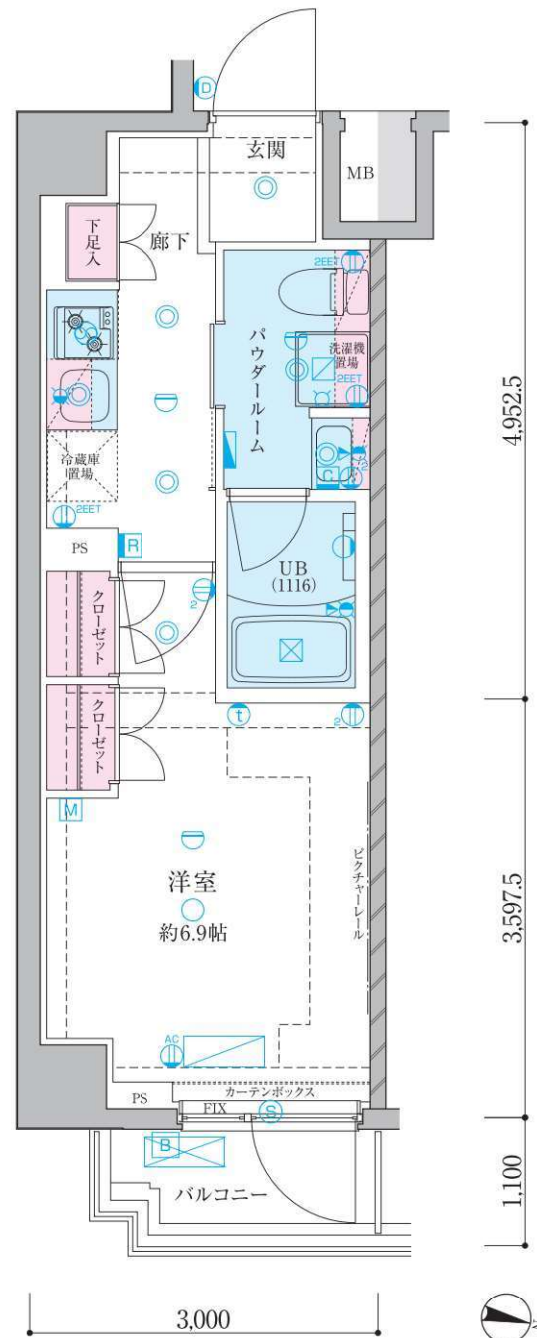 D
玄関
MB
下足入
廊下
2EET
パウダールーム
洗濯機
置場
2EET
4,952.5
冷蔵庫
置場
C
2
2EET
PS
R
UB
(1116)
2
クローゼット
クローゼット
t
2
M
ピクチャーレール
洋室
約6.9帖
3,597.5
AC
カーテンボックス
PS
FIX
S
B
バルコニー
1,100
3,000
N